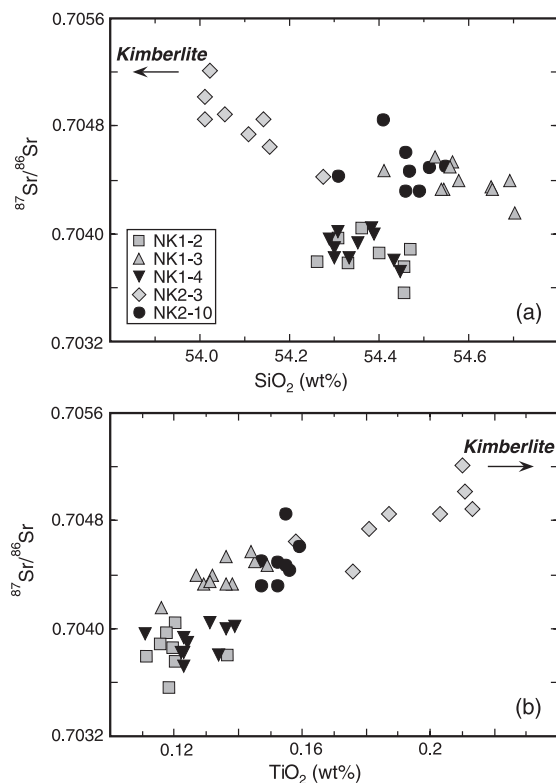 0.7056
(a)
Kimberlite
0.7048
⁸⁷Sr/⁸⁶Sr
0.7040
NK1-2
NK1-3
NK1-4
NK2-3
NK2-10
0.7032
54.0 54.2 54.4 54.6
SiO₂ (wt%)
0.7056
(b)
Kimberlite
0.7048
⁸⁷Sr/⁸⁶Sr
0.7040
0.7032
0.12 0.16 0.2
TiO₂ (wt%)